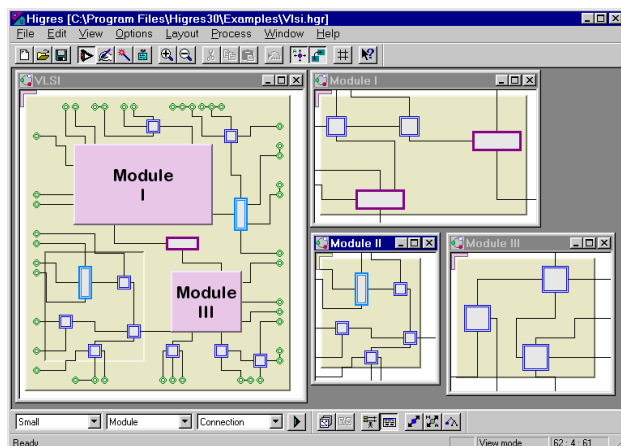 Higres [C:\Program Files\Higres30\Examples\Vlsi.hgr]
File Edit View Options Layout Process Window Help
VLSI
Module I
Module
I
Module II
Module III
Module
III
Small Module Connection
Ready View mode 62 : 4 : 61